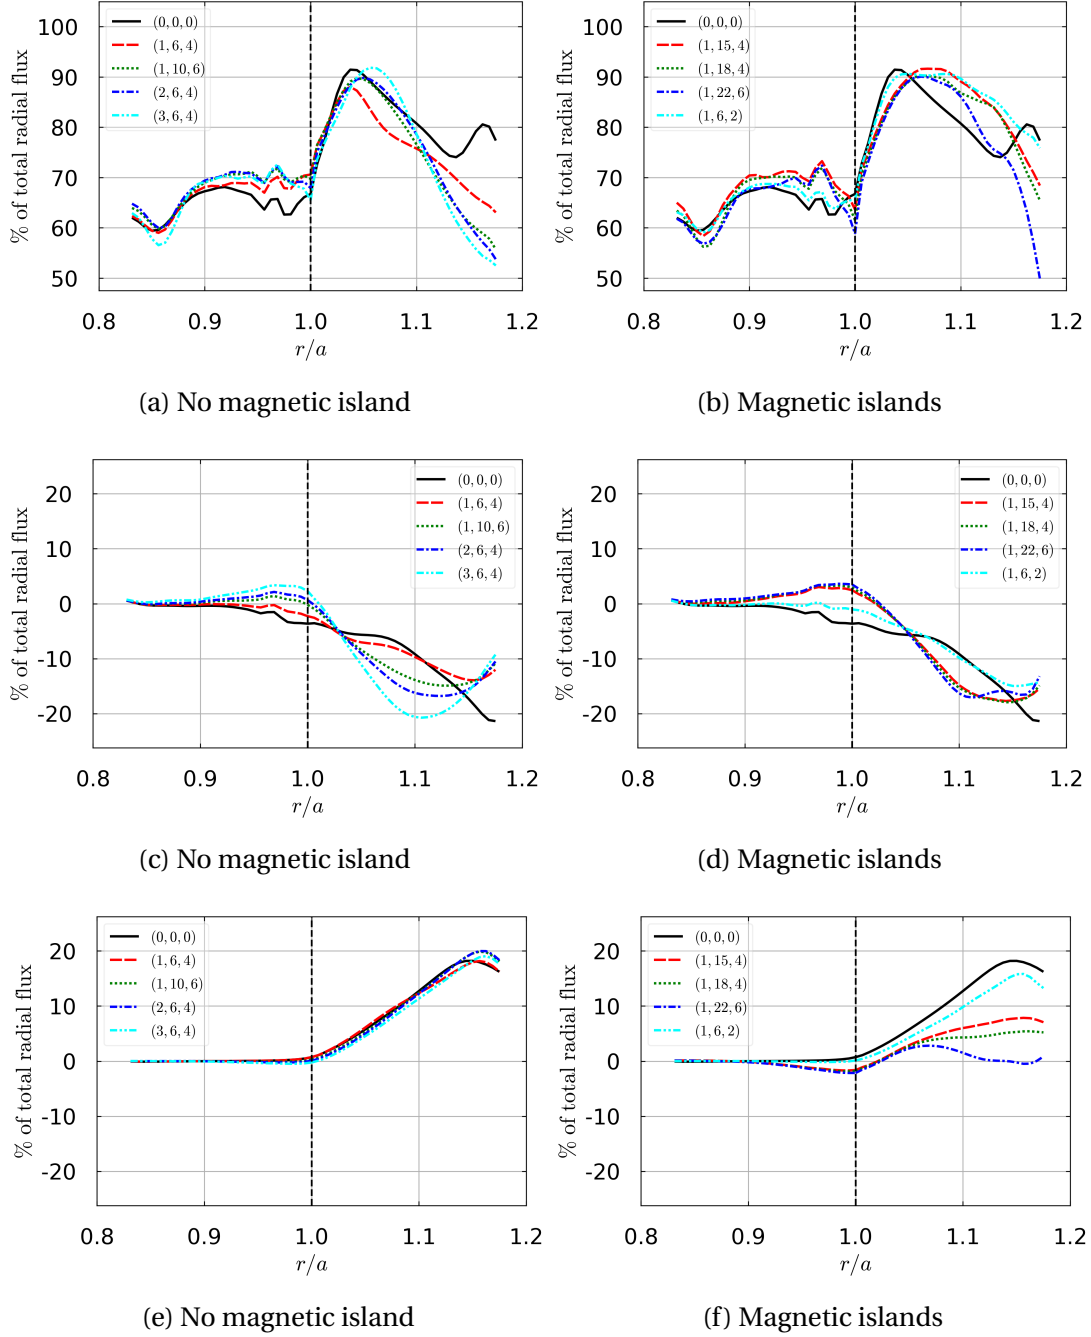 % of total radial flux
100
90
80
70
60
50
(0, 0, 0)
(1, 6, 4)
(1, 10, 6)
(2, 6, 4)
(3, 6, 4)
0.8 0.9 1.0 1.1 1.2
r/a
(a) No magnetic island
% of total radial flux
100
90
80
70
60
50
(0, 0, 0)
(1, 15, 4)
(1, 18, 4)
(1, 22, 6)
(1, 6, 2)
0.8 0.9 1.0 1.1 1.2
r/a
(b) Magnetic islands
% of total radial flux
20
10
0
-10
-20
(0, 0, 0)
(1, 6, 4)
(1, 10, 6)
(2, 6, 4)
(3, 6, 4)
0.8 0.9 1.0 1.1 1.2
r/a
(c) No magnetic island
% of total radial flux
20
10
0
-10
-20
(0, 0, 0)
(1, 15, 4)
(1, 18, 4)
(1, 22, 6)
(1, 6, 2)
0.8 0.9 1.0 1.1 1.2
r/a
(d) Magnetic islands
% of total radial flux
20
10
0
-10
-20
(0, 0, 0)
(1, 6, 4)
(1, 10, 6)
(2, 6, 4)
(3, 6, 4)
0.8 0.9 1.0 1.1 1.2
r/a
(e) No magnetic island
% of total radial flux
20
10
0
-10
-20
(0, 0, 0)
(1, 15, 4)
(1, 18, 4)
(1, 22, 6)
(1, 6, 2)
0.8 0.9 1.0 1.1 1.2
r/a
(f) Magnetic islands